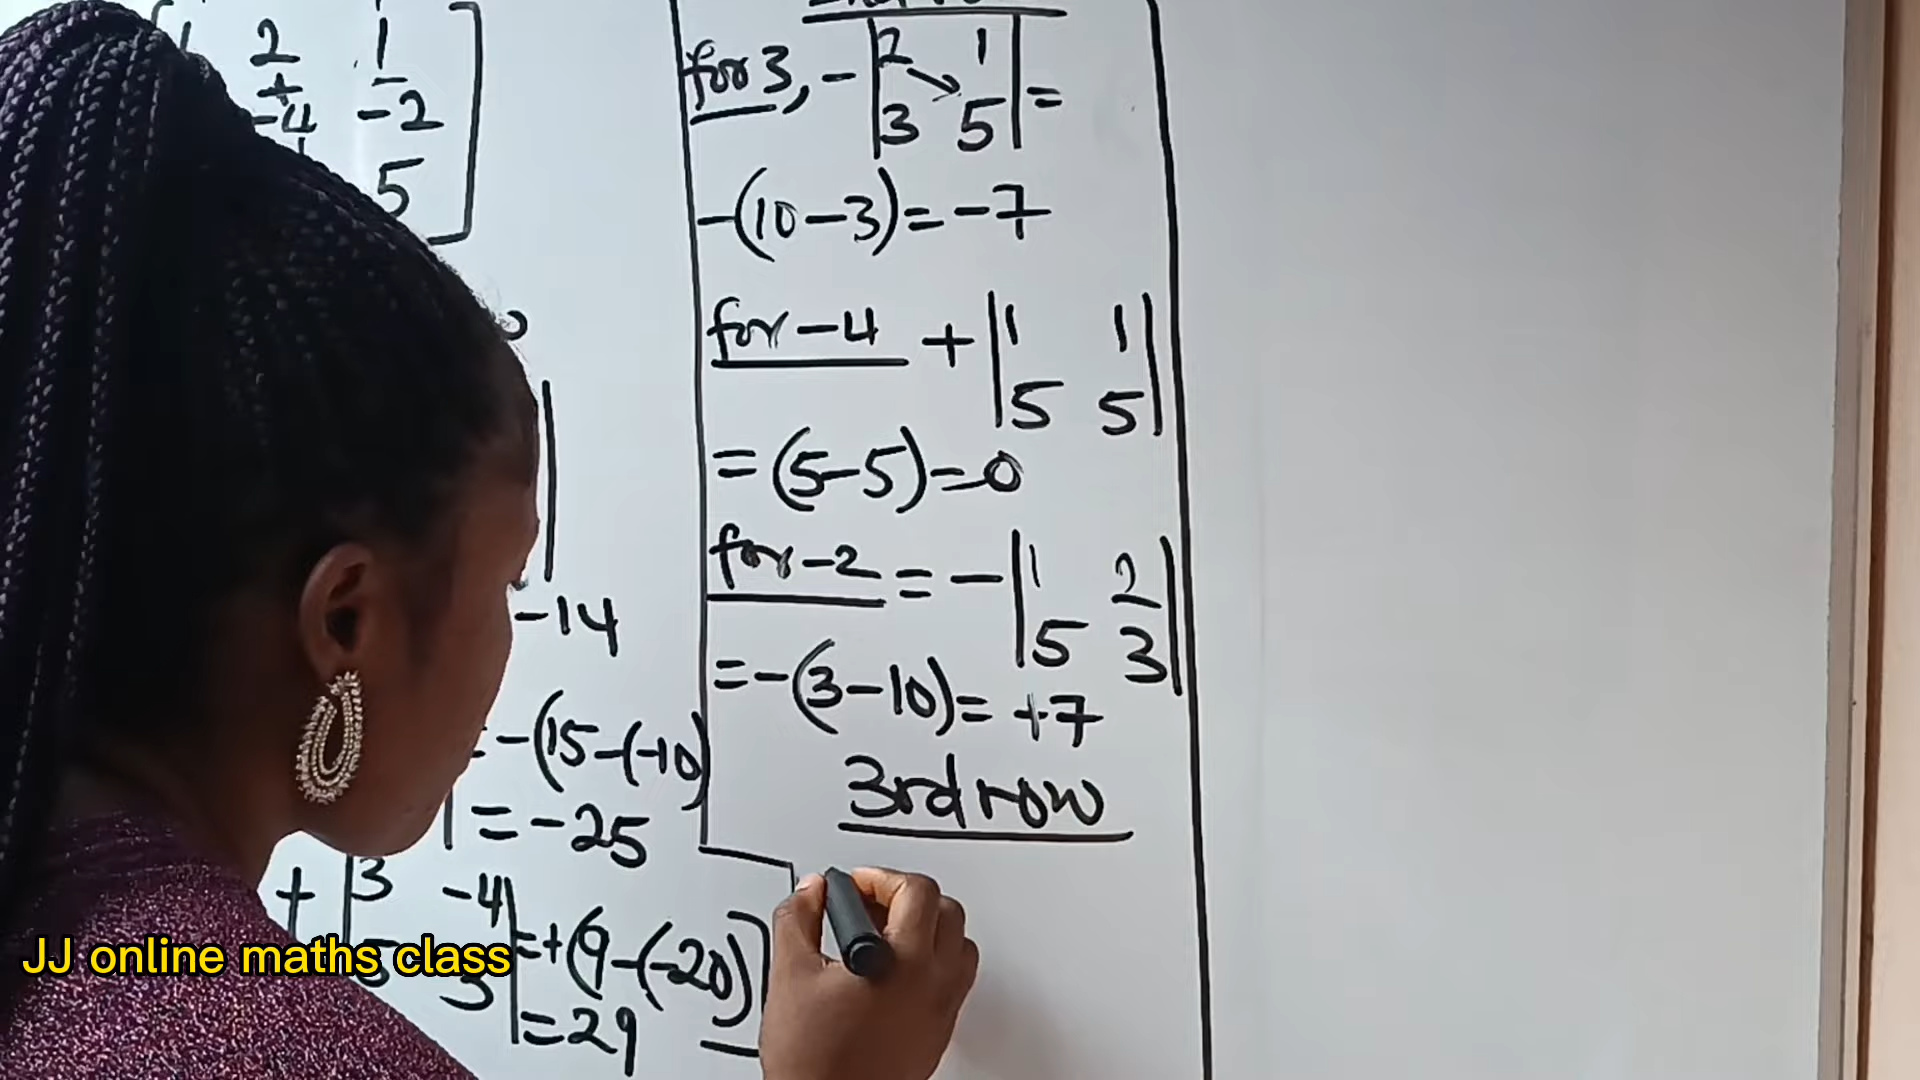 2 1
+ -
-4 -2
5
-14
-(15-(-10)
=-25
+ |3 -4| =+(9-(-20))
5 3
=29
for 3, - |2 1| =
|3 5|
-(10-3)=-7
for -4 + |1 1|
|5 5|
=(5-5)=0
for -2 = - |1 2|
|5 3|
=-(3-10)=+7
3rd row
JJ online maths class